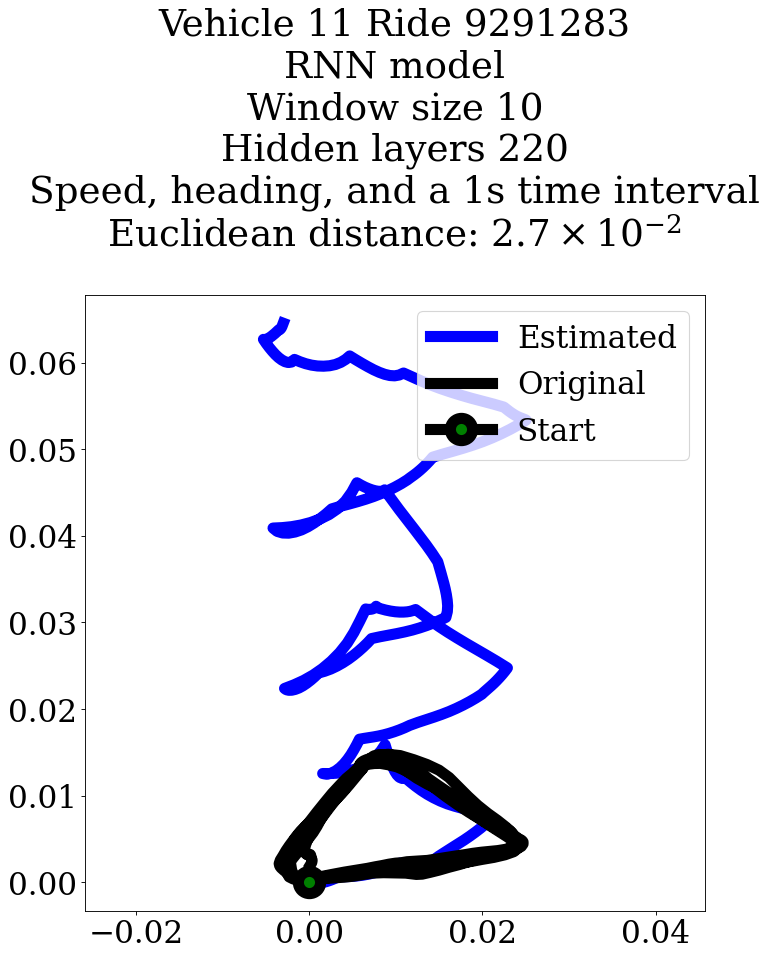 Vehicle 11 Ride 9291283
RNN model
Window size 10
Hidden layers 220
Speed, heading, and a 1s time interval
Euclidean distance: 2.7 × 10⁻²
Estimated
Original
Start
0.06
0.05
0.04
0.03
0.02
0.01
0.00
−0.02 0.00 0.02 0.04